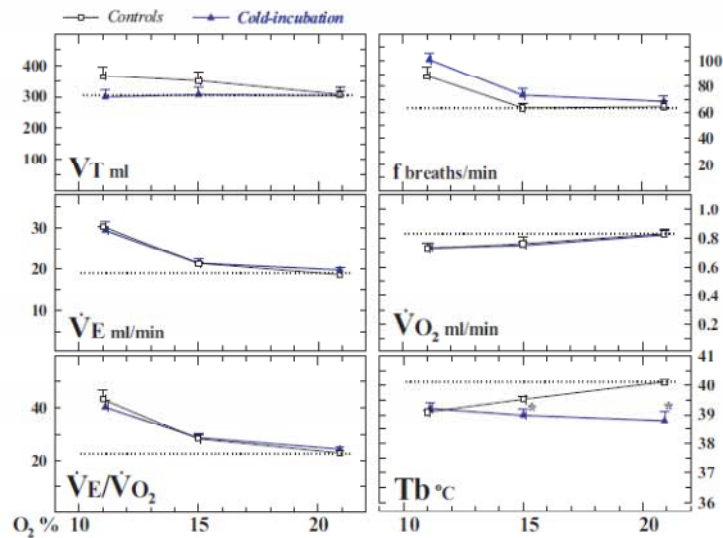 Controls Cold-incubation
400
300
200
100
VT ml
100
80
60
40
20
f breaths/min
30
20
10
V̇E ml/min
1.0
0.8
0.6
0.4
0.2
V̇O₂ ml/min
40
20
V̇E/V̇O₂
41
40
39
38
37
36
* *
Tb °C
O₂ % 10 15 20
10 15 20